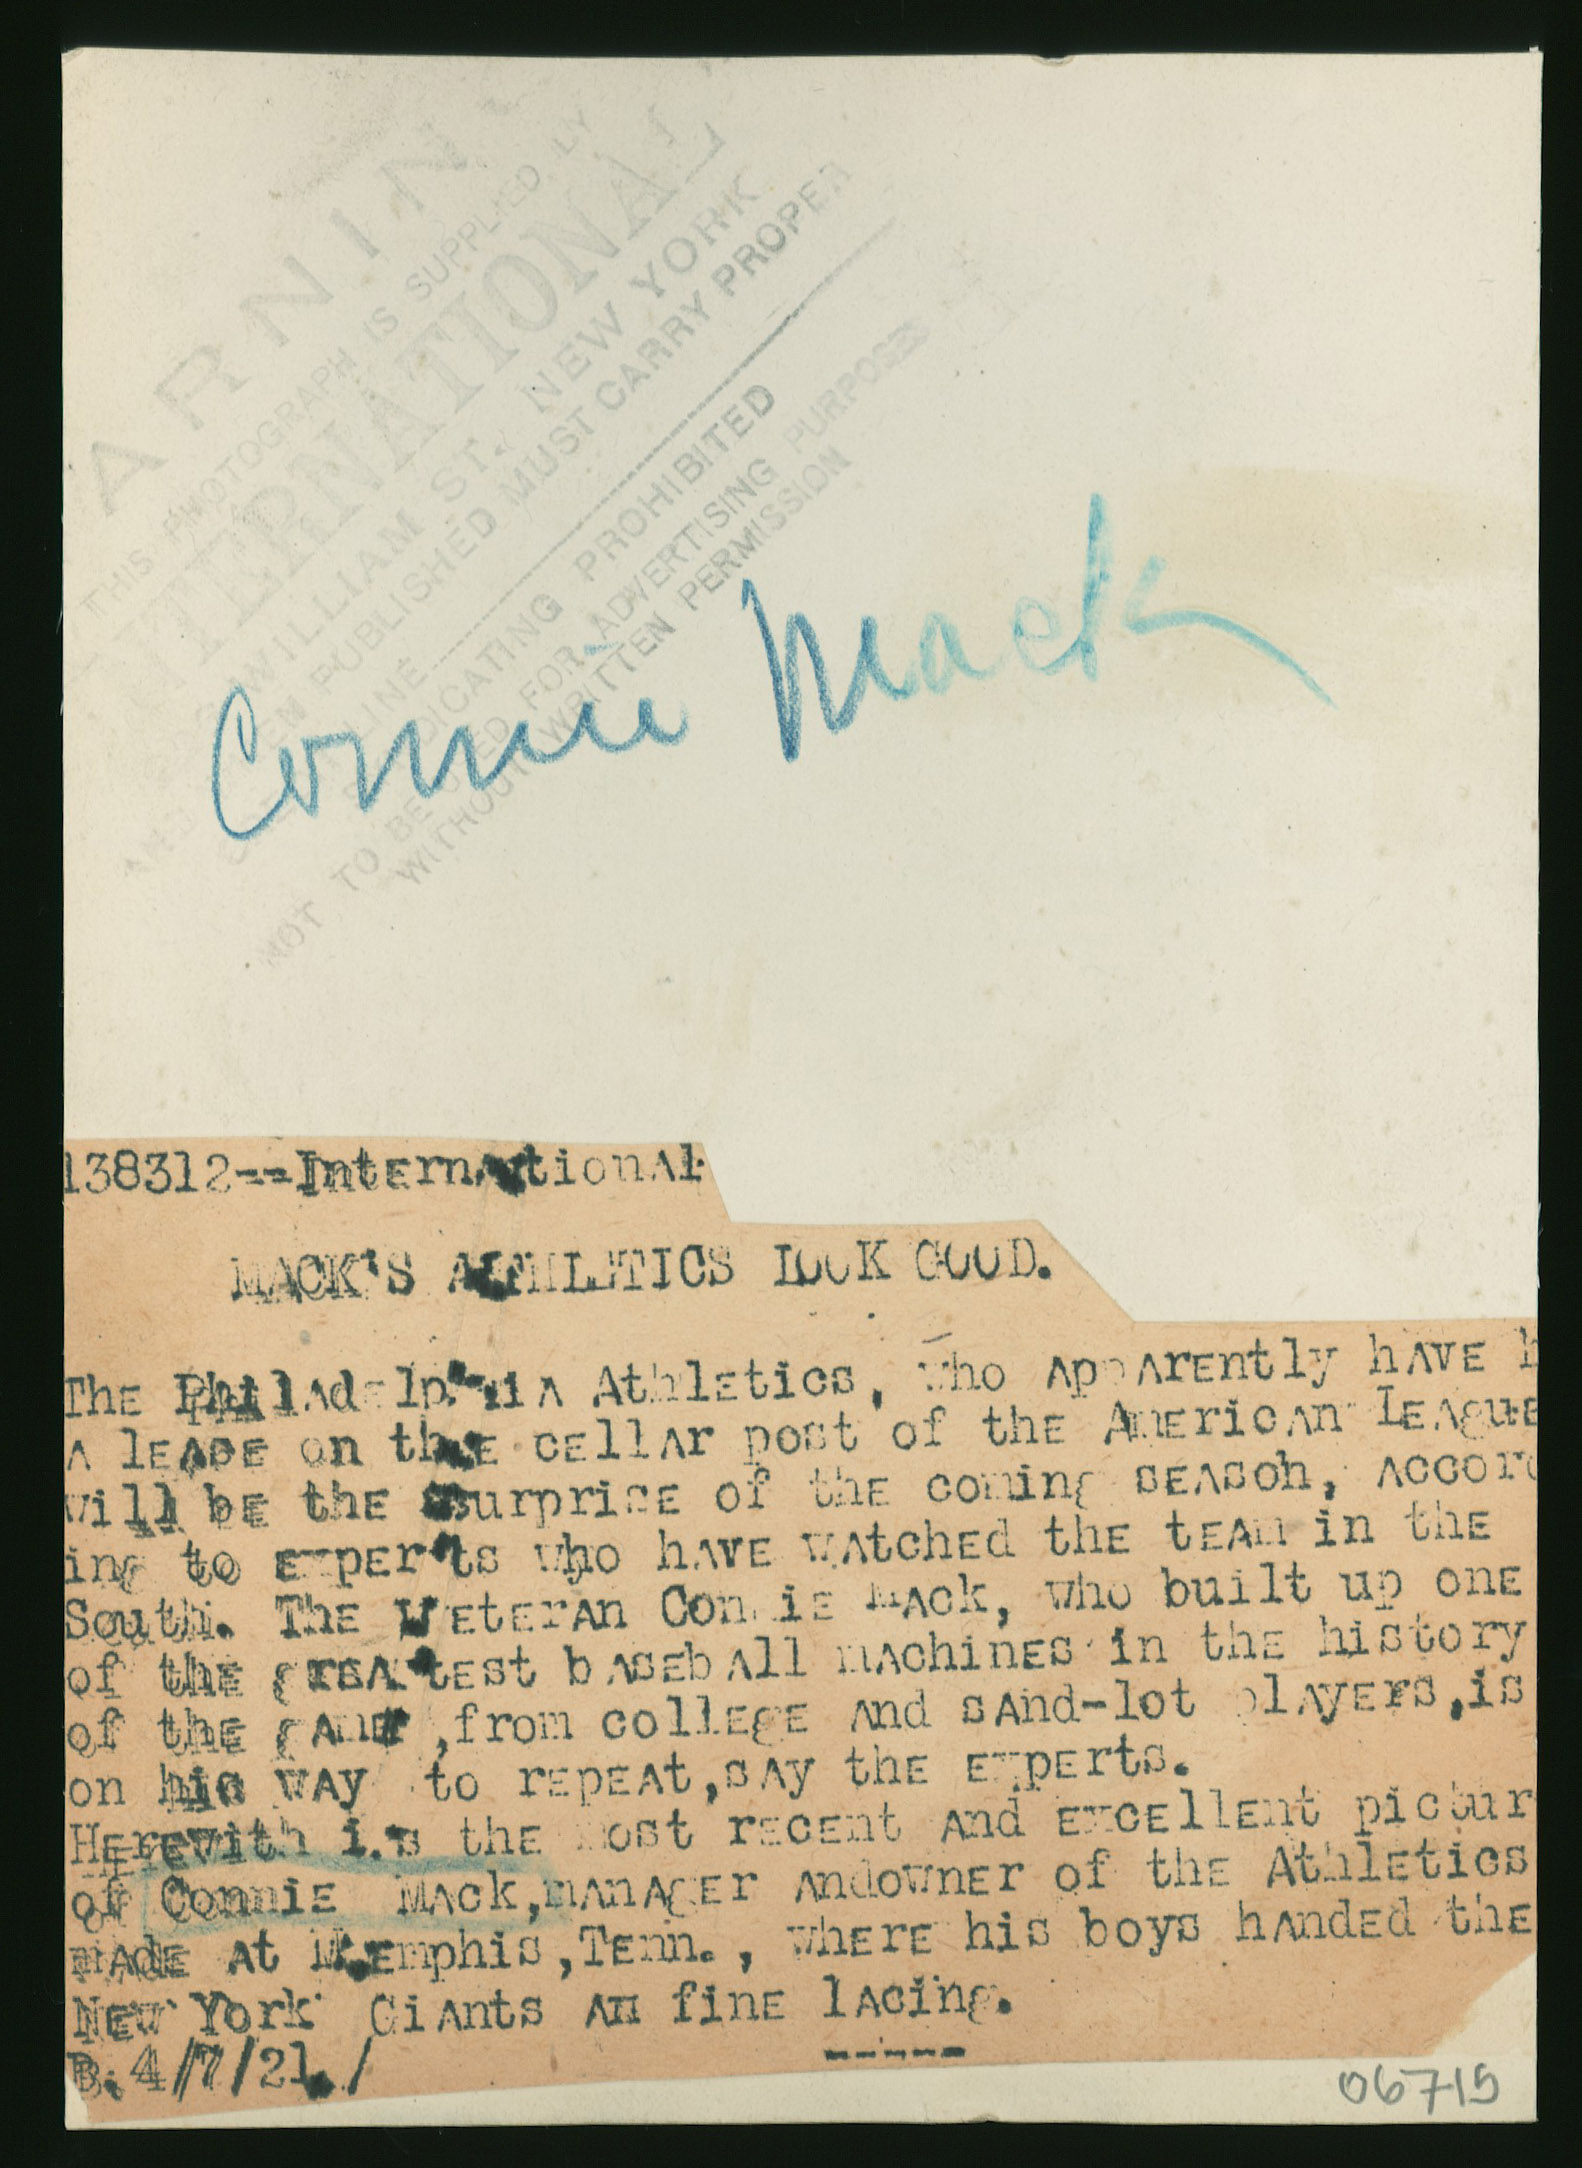 ARNIN
THIS PHOTOGRAPH IS SUPPLIED BY
TERNATIONAL
WILLIAM ST., NEW YORK
EN PUBLISHED MUST CARRY PROPER
LINE
DICATING PROHIBITED
NOT TO BE USED FOR ADVERTISING PURPOSES
WITHOUT WRITTEN PERMISSION
Connie Mack
138312--International
MACK'S ATHLETICS LOOK GOOD.
The Philadelphia Athletics, who apparently have h
a lease on the cellar post of the American League
will be the surprise of the coming season, accord
ing to experts who have watched the team in the
South. The Veteran Connie Mack, who built up one
of the greatest baseball machines in the history
of the game ,from college and sand-lot players,is
on his way to repeat,say the experts.
Herewith is the most recent and excellent pictur
of Connie Mack,manager andowner of the Athletics
made at Memphis,Tenn., where his boys handed the
New York Giants an fine lacing.
-----
B. 4/7/21./
06715